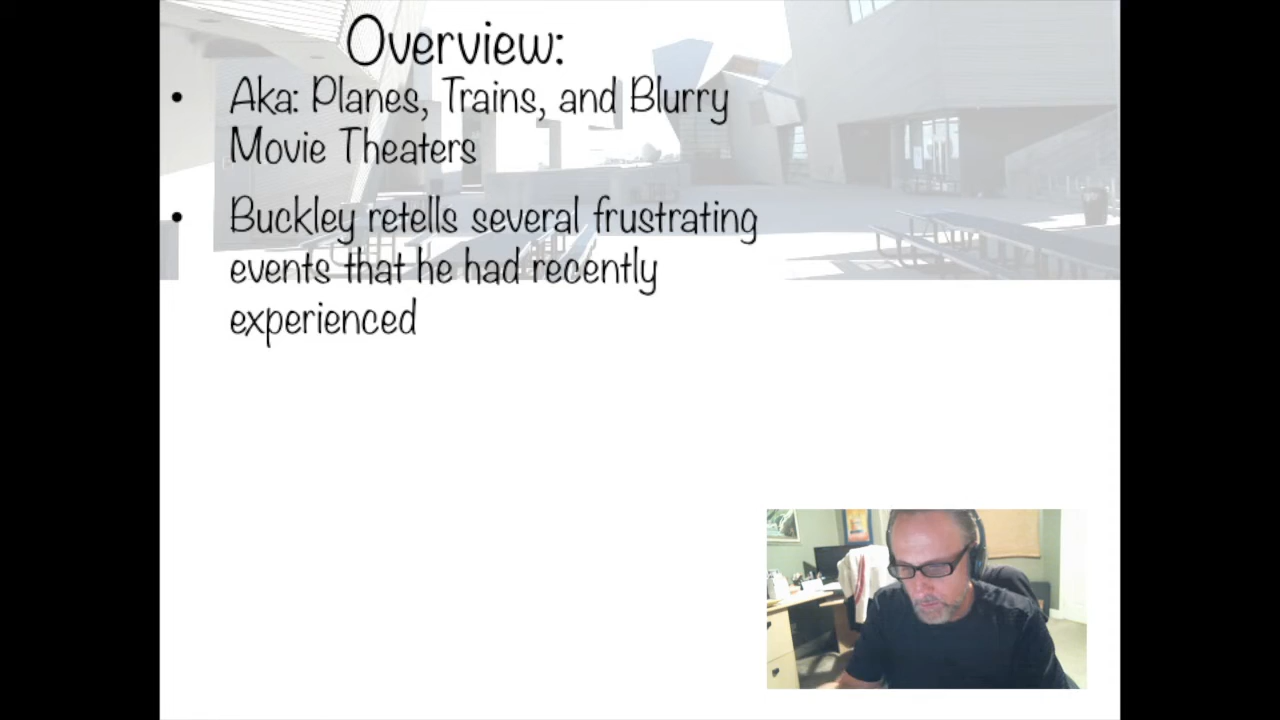 Overview:
• Aka: Planes, Trains, and Blurry
Movie Theaters
• Buckley retells several frustrating
events that he had recently
experienced